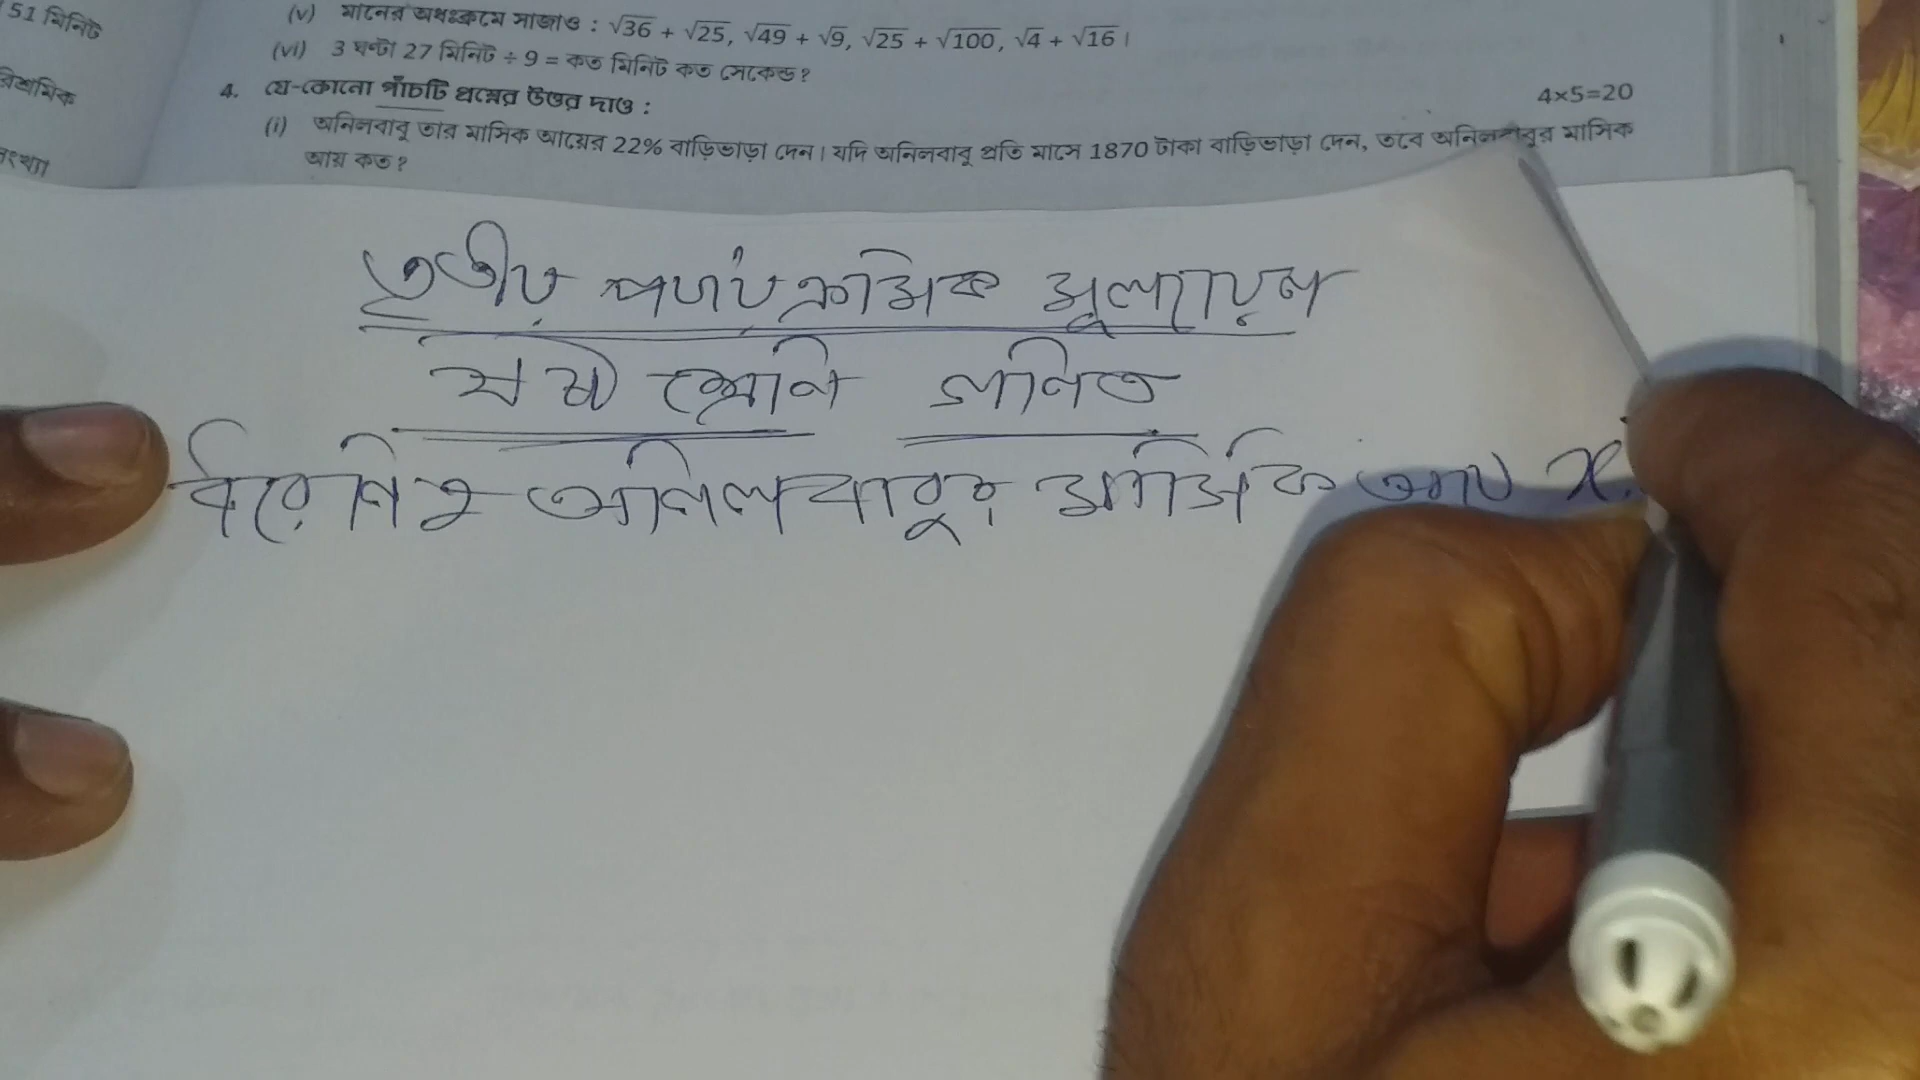 51 মিনিট
(v) মানের অধঃক্রমে সাজাও : √36 + √25, √49 + √9, √25 + √100, √4 + √16।
(vi) 3 ঘণ্টা 27 মিনিট ÷ 9 = কত মিনিট কত সেকেন্ড?
4. যে-কোনো পাঁচটি প্রশ্নের উত্তর দাও : 4×5=20
(i) অনিলবাবু তার মাসিক আয়ের 22% বাড়িভাড়া দেন। যদি অনিলবাবু প্রতি মাসে 1870 টাকা বাড়িভাড়া দেন, তবে অনিলবাবুর মাসিক
আয় কত?
তৃতীয় পর্যায়ক্রমিক মূল্যায়ন
ষষ্ঠ শ্রেনি গনিত
ধরেনিই অনিলবাবুর মাসিক আয় x